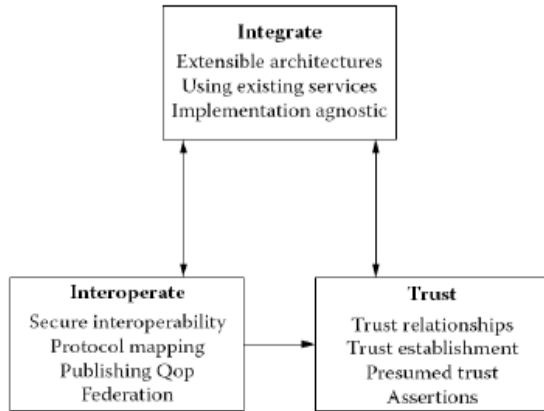 Integrate
Extensible architectures
Using existing services
Implementation agnostic
Interoperate
Secure interoperability
Protocol mapping
Publishing Qop
Federation
Trust
Trust relationships
Trust establishment
Presumed trust
Assertions